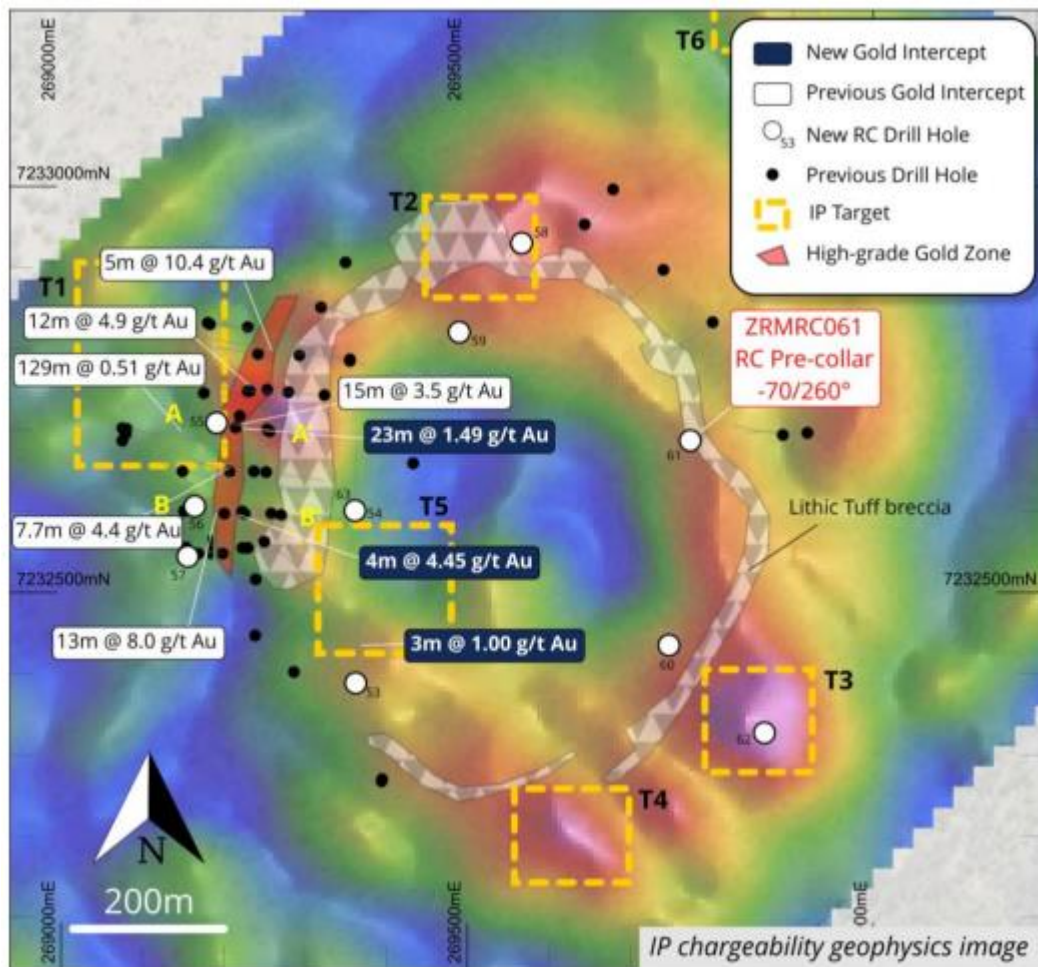 269000mE
269500mE
T6
New Gold Intercept
Previous Gold Intercept
53
New RC Drill Hole
Previous Drill Hole
IP Target
High-grade Gold Zone
7233000mN
T2
58
T1
5m @ 10.4 g/t Au
12m @ 4.9 g/t Au
129m @ 0.51 g/t Au
59
ZRMRC061
RC Pre-collar
-70/260°
15m @ 3.5 g/t Au
A
55
A'
23m @ 1.49 g/t Au
61
B
56
63
54
T5
B'
Lithic Tuff breccia
7.7m @ 4.4 g/t Au
4m @ 4.45 g/t Au
57
7232500mN
7232500mN
13m @ 8.0 g/t Au
3m @ 1.00 g/t Au
60
53
T3
62
T4
N
200m
269000mE
269500mE
00mE
IP chargeability geophysics image